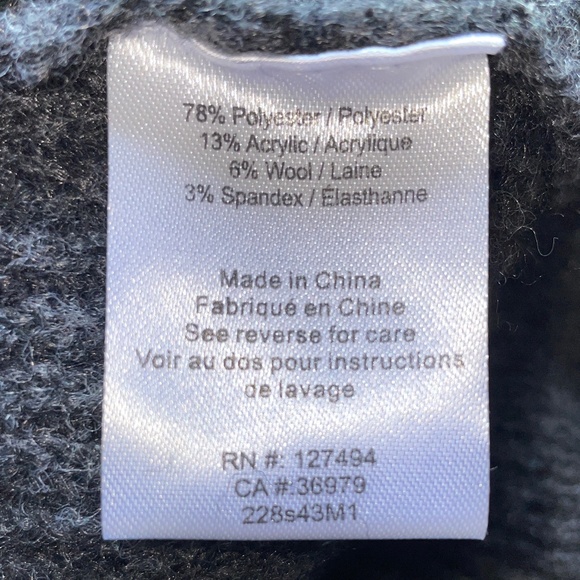 78% Polyester / Polyester
13% Acrylic / Acrylique
6% Wool / Laine
3% Spandex / Élasthanne
Made in China
Fabriqué en Chine
See reverse for care
Voir au dos pour instructions
de lavage
RN #: 127494
CA #:36979
228s43M1